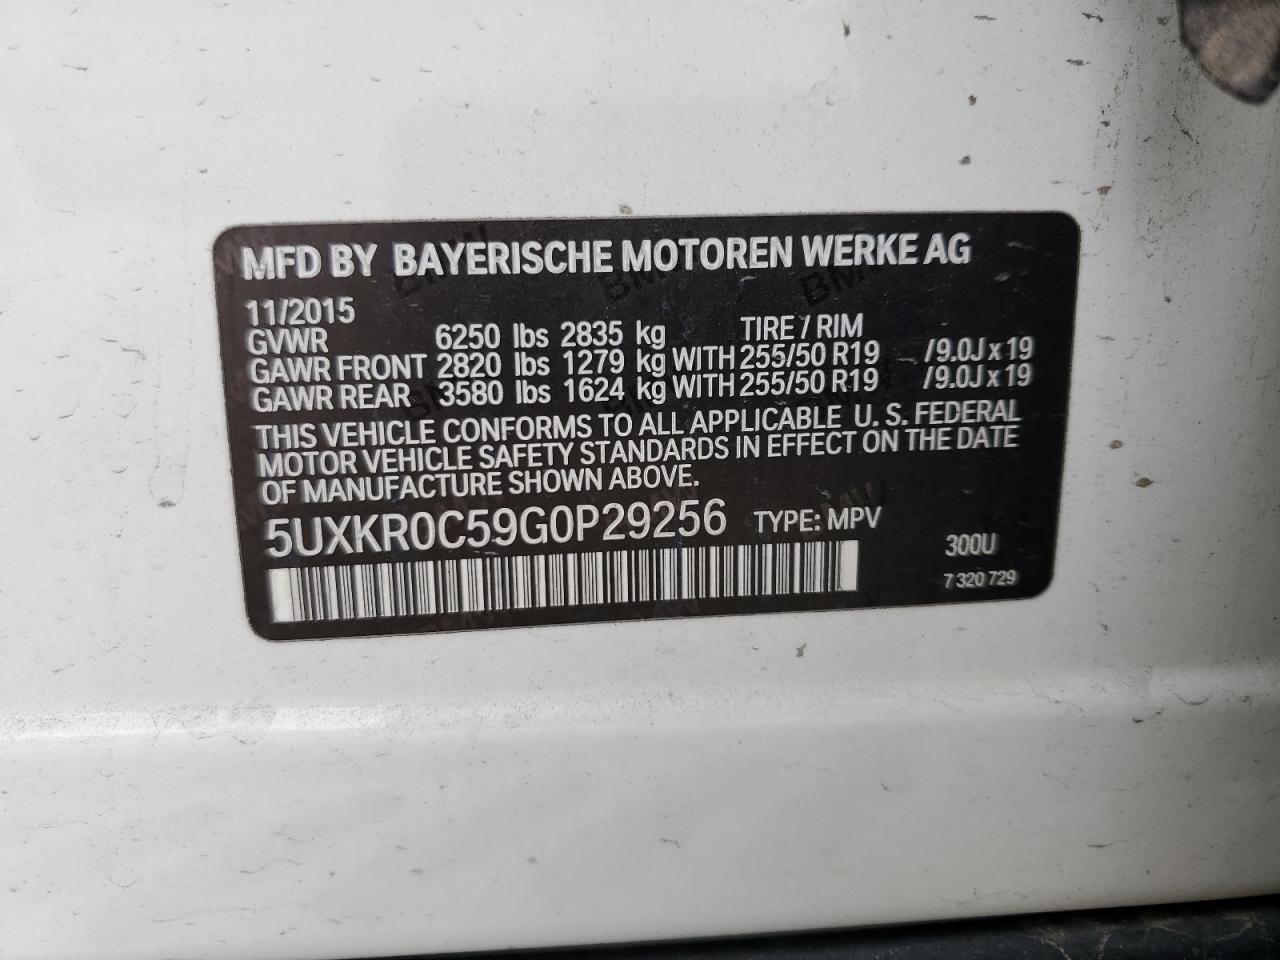 MFD BY BAYERISCHE MOTOREN WERKE AG
11/2015
GVWR 6250 lbs 2835 kg TIRE / RIM
GAWR FRONT 2820 lbs 1279 kg WITH 255/50 R19 /9.0J x 19
GAWR REAR 3580 lbs 1624 kg WITH 255/50 R19 /9.0J x 19
THIS VEHICLE CONFORMS TO ALL APPLICABLE U. S. FEDERAL
MOTOR VEHICLE SAFETY STANDARDS IN EFFECT ON THE DATE
OF MANUFACTURE SHOWN ABOVE.
5UXKR0C59G0P29256 TYPE: MPV
300U
7 320 729